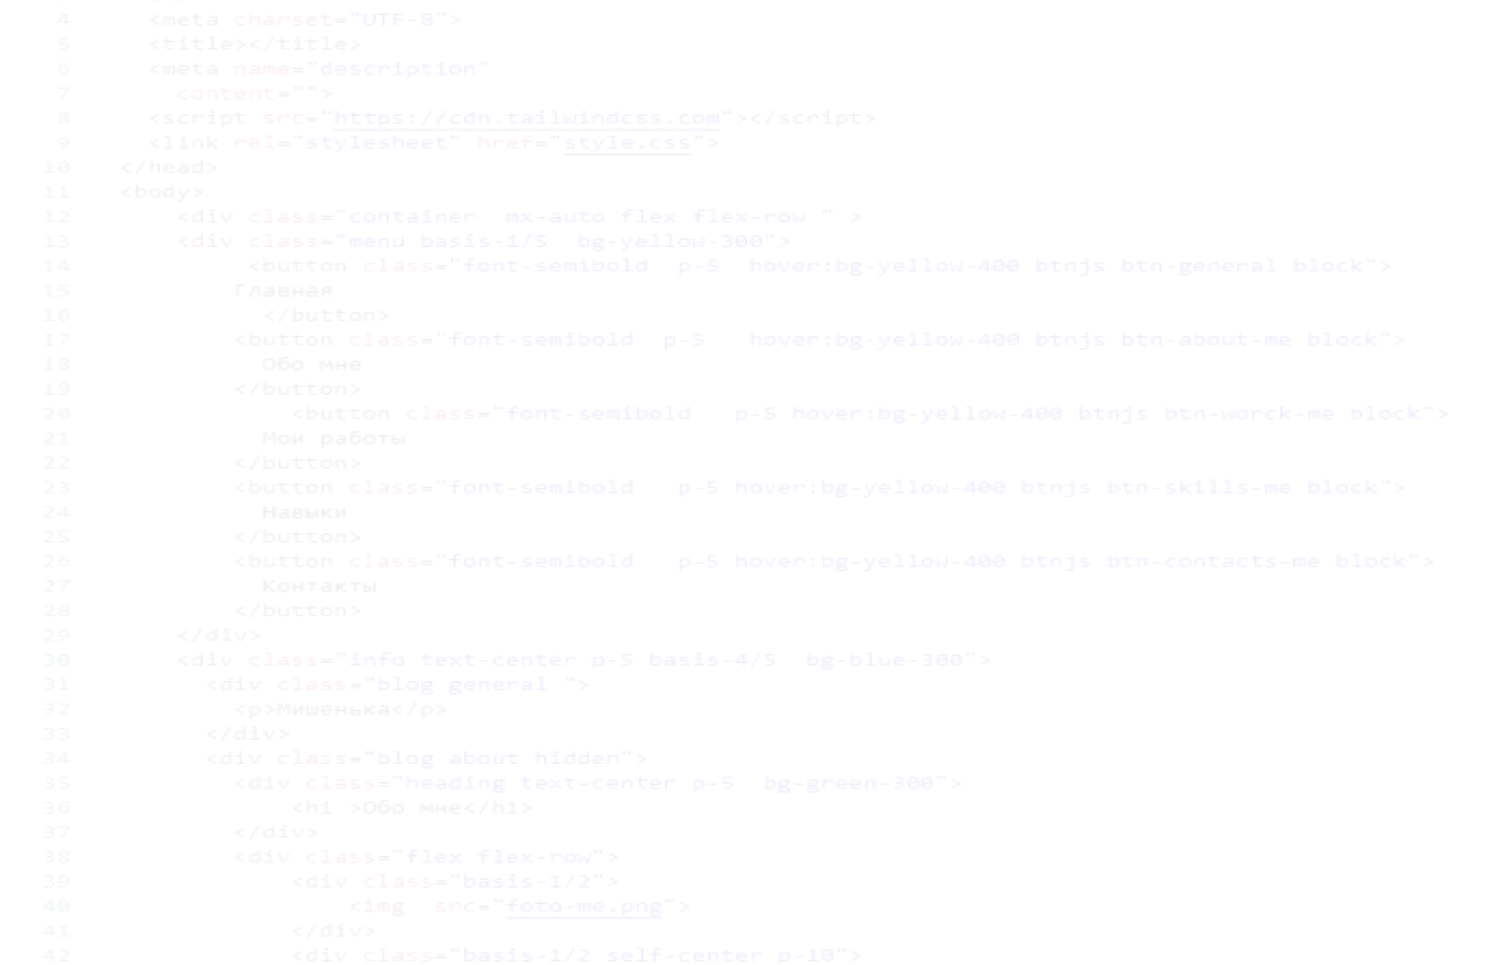 4 <meta charset="UTF-8">
5 <title></title>
6 <meta name="description"
7 content="">
8 <script src="https://cdn.tailwindcss.com"></script>
9 <link rel="stylesheet" href="style.css">
10 </head>
11 <body>
12 <div class="container  mx-auto flex flex-row " >
13 <div class="menu basis-1/5  bg-yellow-300">
14 <button class="font-semibold  p-5  hover:bg-yellow-400 btnjs btn-general block">
15 Главная
16 </button>
17 <button class="font-semibold  p-5   hover:bg-yellow-400 btnjs btn-about-me block">
18 Обо мне
19 </button>
20 <button class="font-semibold   p-5 hover:bg-yellow-400 btnjs btn-worck-me block">
21 Мои работы
22 </button>
23 <button class="font-semibold   p-5 hover:bg-yellow-400 btnjs btn-skills-me block">
24 Навыки
25 </button>
26 <button class="font-semibold   p-5 hover:bg-yellow-400 btnjs btn-contacts-me block">
27 Контакты
28 </button>
29 </div>
30 <div class="info text-center p-5 basis-4/5  bg-blue-300">
31 <div class="blog general ">
32 <p>Мишенька</p>
33 </div>
34 <div class="blog about hidden">
35 <div class="heading text-center p-5  bg-green-300">
36 <h1 >Обо мне</h1>
37 </div>
38 <div class="flex flex-row">
39 <div class="basis-1/2">
40 <img  src="foto-me.png">
41 </div>
42 <div class="basis-1/2 self-center p-10">